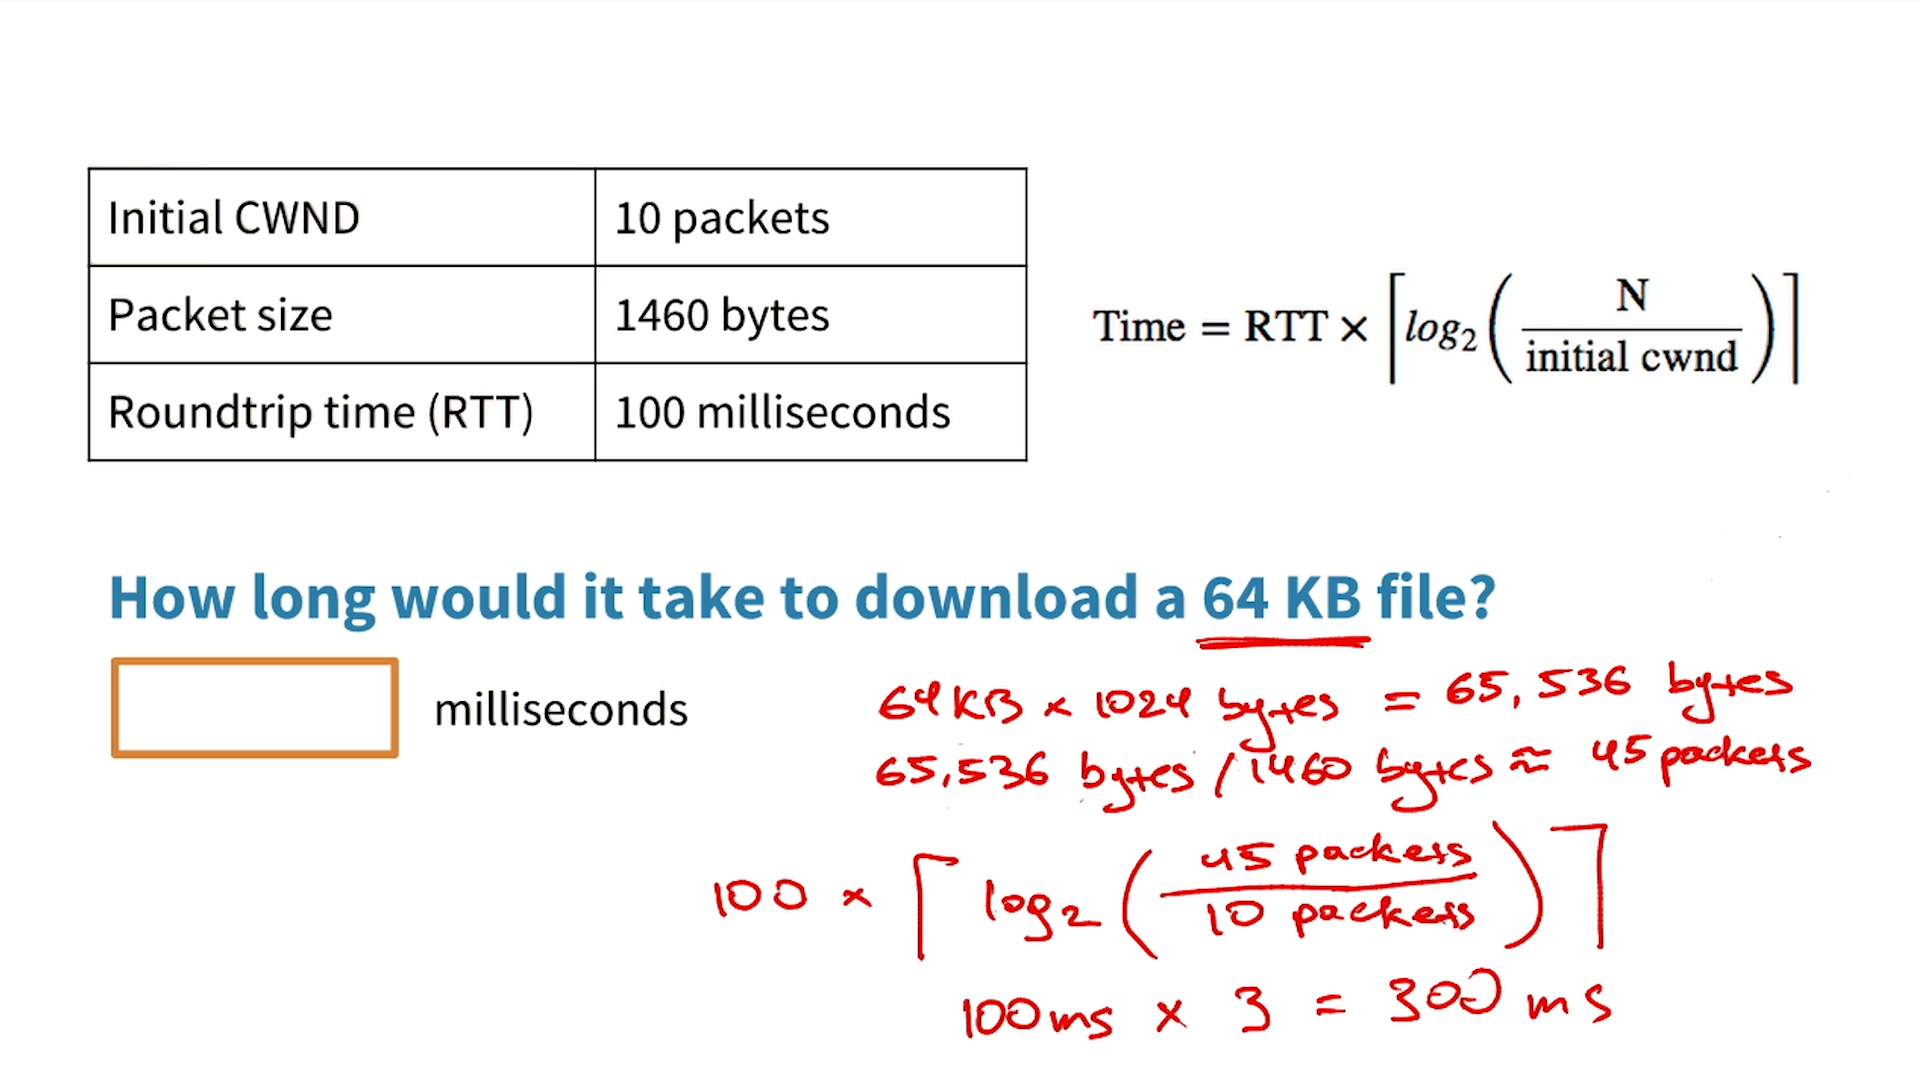 Initial CWND 10 packets
Packet size 1460 bytes
Roundtrip time (RTT) 100 milliseconds
Time = RTT × ⌈log₂(N / initial cwnd)⌉
How long would it take to download a 64 KB file?
milliseconds
64KB x 1024 bytes = 65,536 bytes
65,536 bytes / 1460 bytes ≈ 45 packets
100 x ⌈log₂(45 packets / 10 packets)⌉
100ms x 3 = 300 ms